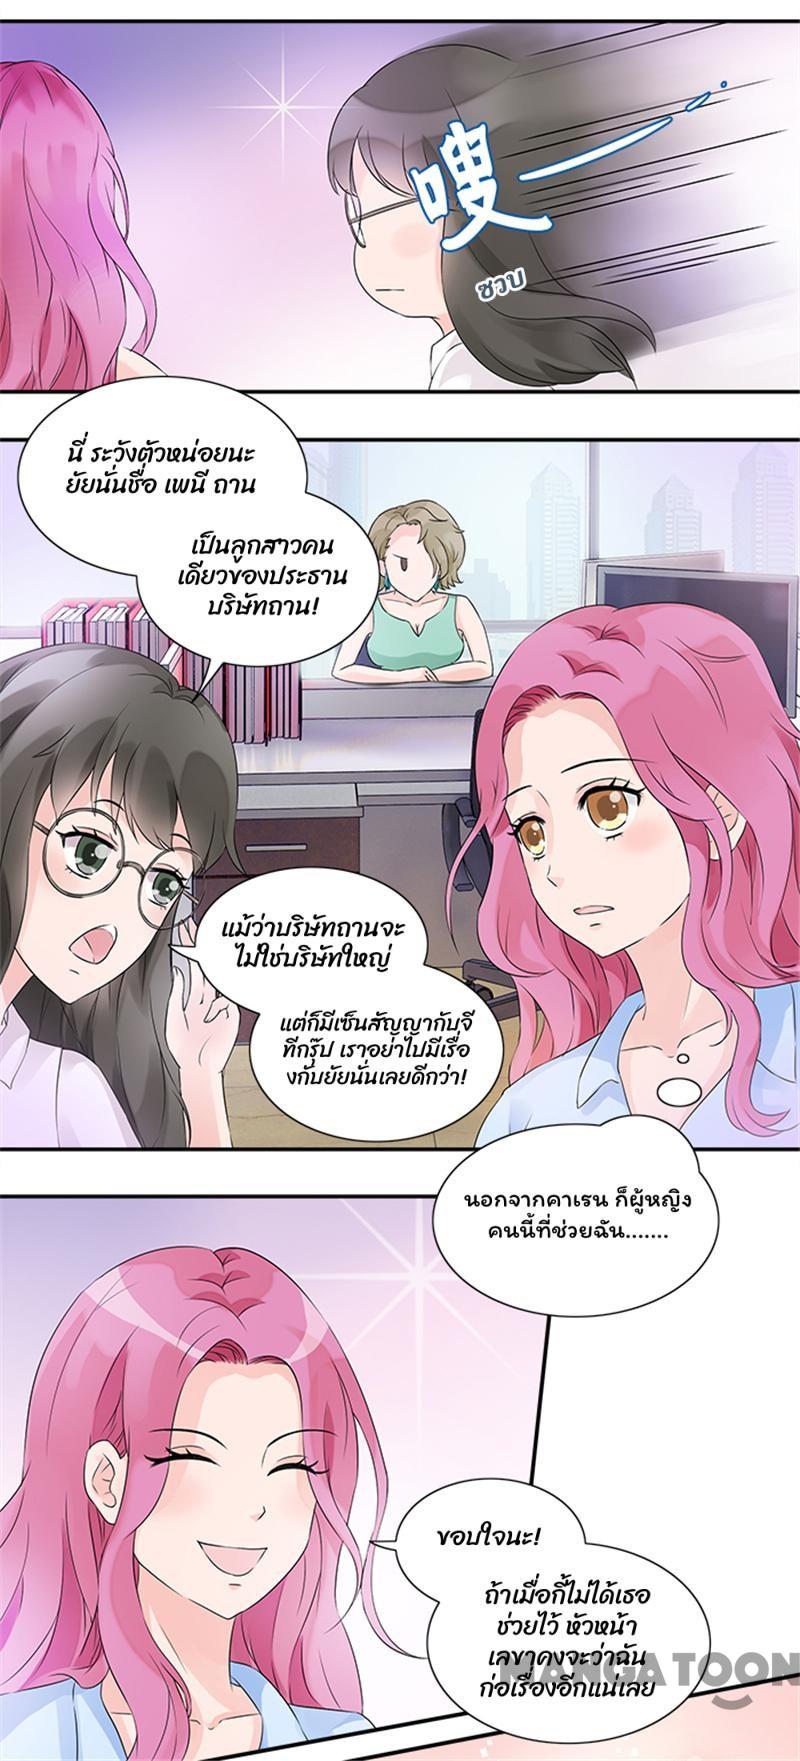 嗖
ซวบ
นี่ ระวังตัวหน่อยนะ
ยัยนั่นชื่อ เพนี ถาน
เป็นลูกสาวคน
เดียวของประธาน
บริษัทถาน!
แม้ว่าบริษัทถานจะ
ไม่ใช่บริษัทใหญ่
แต่ก็มีเซ็นสัญญากับจี
ทีกรุ๊ป เราอย่าไปมีเรื่อ
งกับยัยนั่นเลยดีกว่า!
นอกจากคาเรน ก็ผู้หญิง
คนนี้ที่ช่วยฉัน.......
ขอบใจนะ!
ถ้าเมื่อกี้ไม่ได้เธอ
ช่วยไว้ หัวหน้า
เลขาคงจะว่าฉัน
ก่อเรื่องอีกแน่เลย
MANGATOON